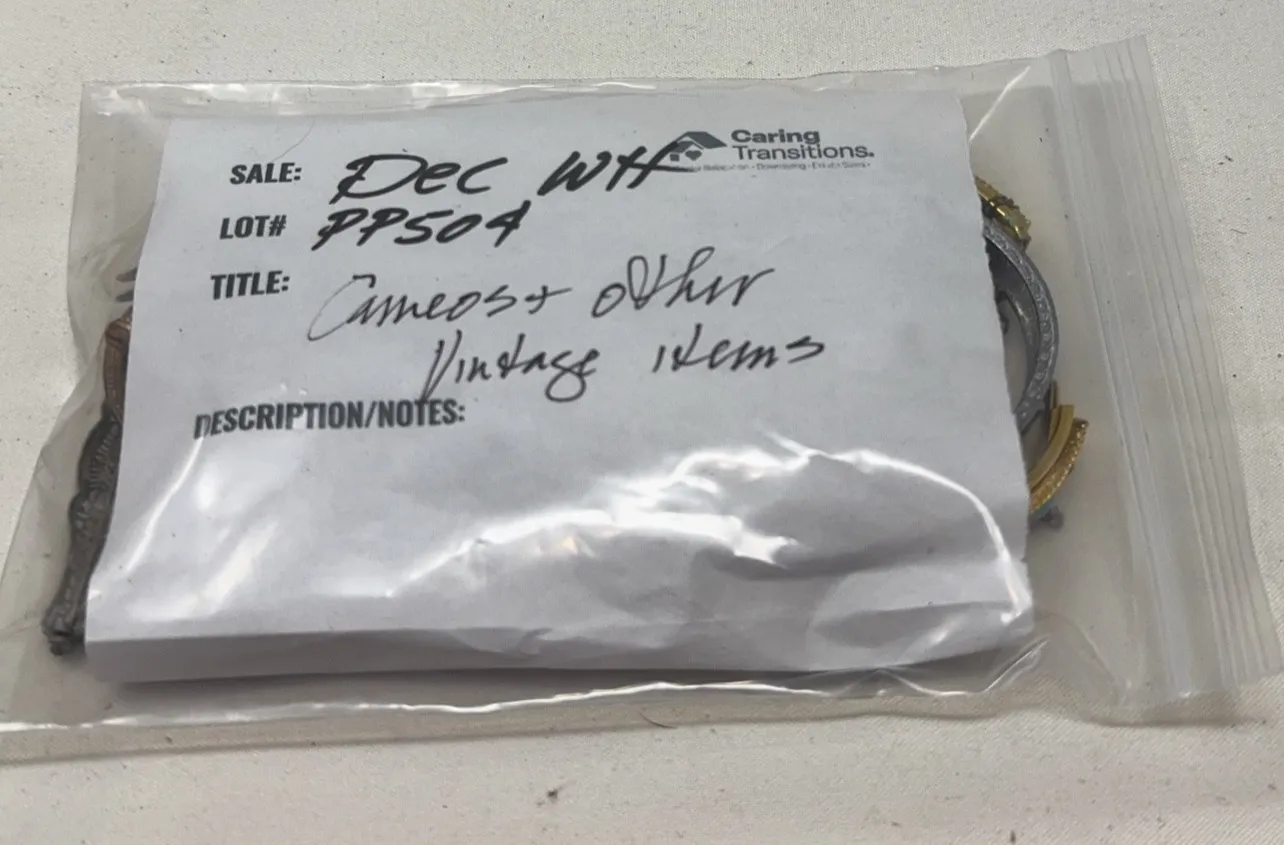 Caring
Transitions.
SALE: Dec WH
LOT# PP504
TITLE: Cameos + other
Vintage items
DESCRIPTION/NOTES: